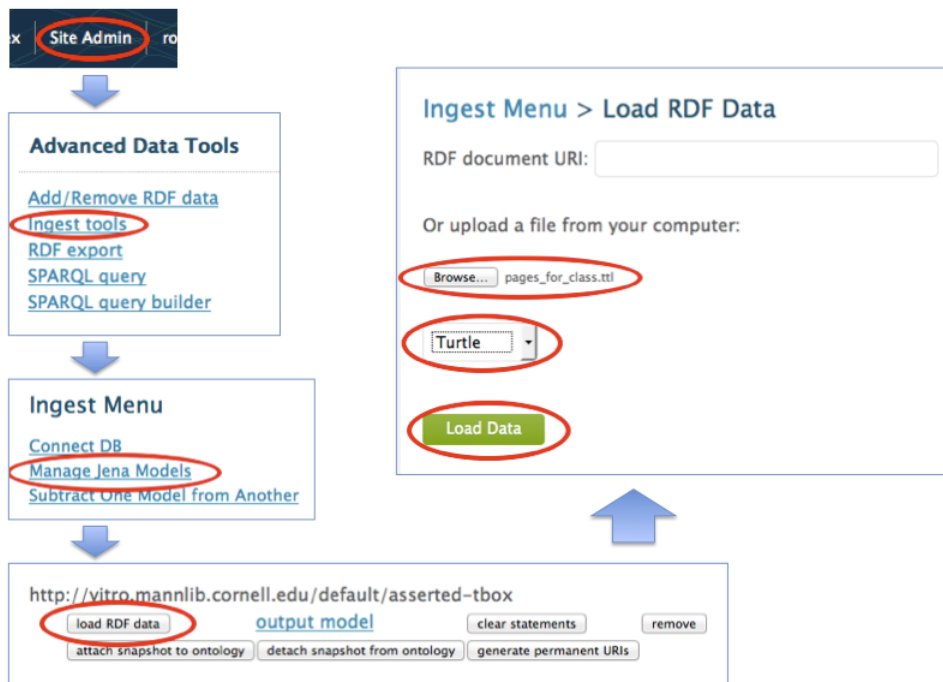 ex Site Admin ro
Advanced Data Tools
Add/Remove RDF data
Ingest tools
RDF export
SPARQL query
SPARQL query builder
Ingest Menu
Connect DB
Manage Jena Models
Subtract One Model from Another
http://vitro.mannlib.cornell.edu/default/asserted-tbox
load RDF data output model clear statements remove
attach snapshot to ontology detach snapshot from ontology generate permanent URIs
Ingest Menu > Load RDF Data
RDF document URI:
Or upload a file from your computer:
Browse... pages_for_class.ttl
Turtle
Load Data